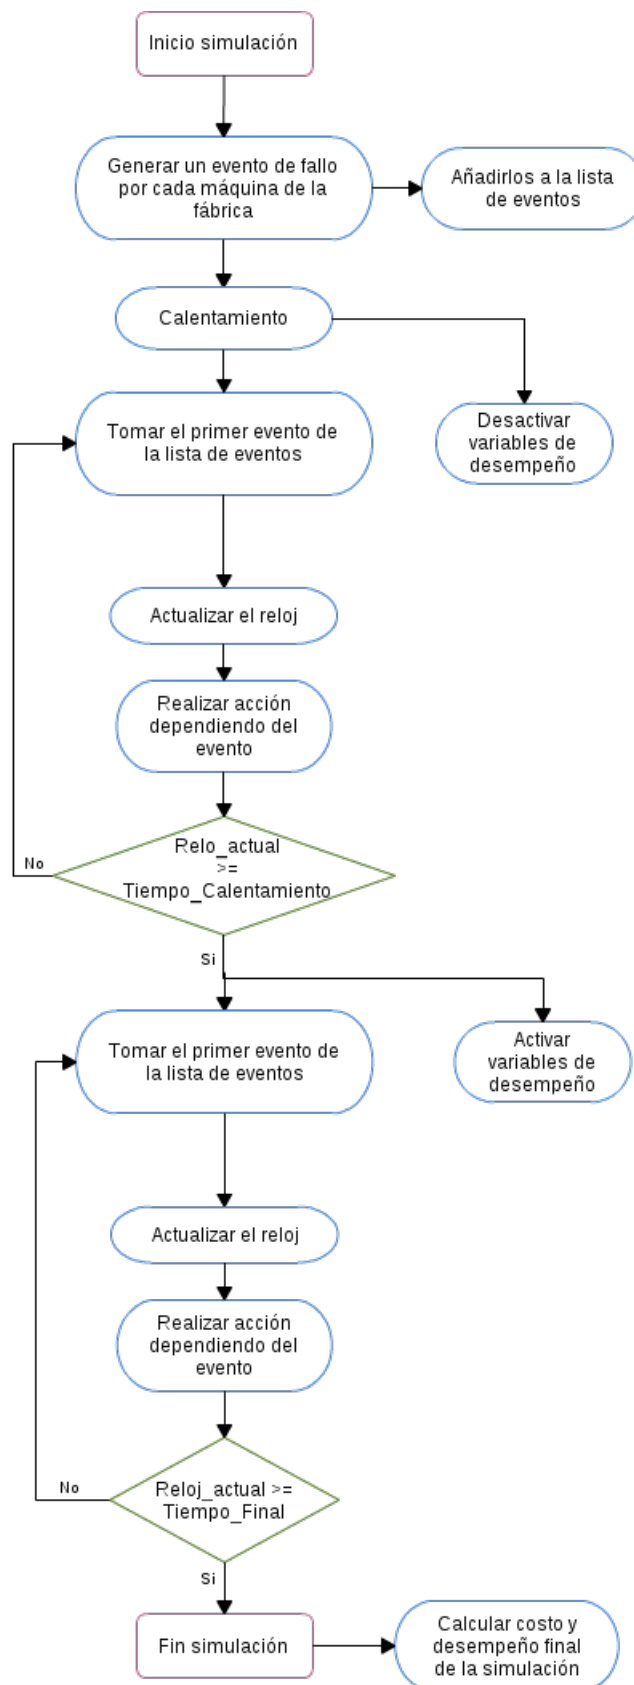 Inicio simulación
Generar un evento de fallo
por cada máquina de la
fábrica
Añadirlos a la lista
de eventos
Calentamiento
Tomar el primer evento de
la lista de eventos
Desactivar
variables de
desempeño
Actualizar el reloj
Realizar acción
dependiendo del
evento
Relo_actual
>=
Tiempo_Calentamiento
No
Si
Tomar el primer evento de
la lista de eventos
Activar
variables de
desempeño
Actualizar el reloj
Realizar acción
dependiendo del
evento
Reloj_actual >=
Tiempo_Final
No
Si
Fin simulación
Calcular costo y
desempeño final
de la simulación